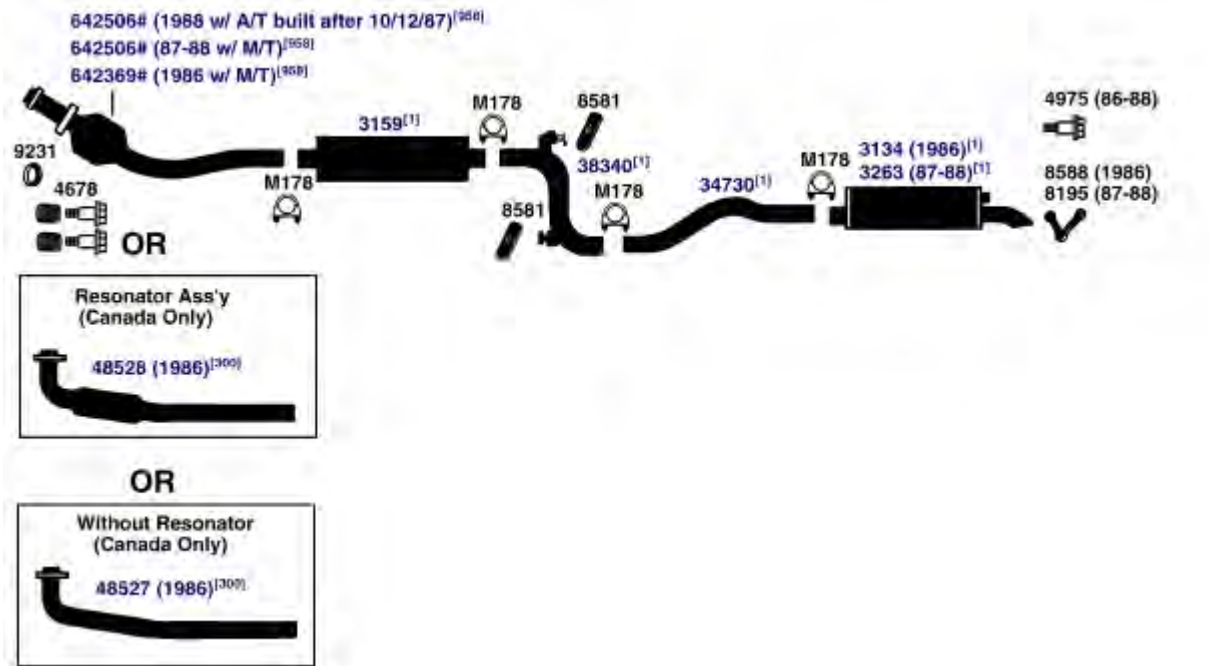 642506# (1988 w/ A/T built after 10/12/87)[958]
642506# (87-88 w/ M/T)[958]
642369# (1986 w/ M/T)[958]
9231
4678
M178
3159[1]
M178
8581
38340[1]
8581
M178
34730[1]
M178
3134 (1986)[1]
3263 (87-88)[1]
4975 (86-88)
8588 (1986)
8195 (87-88)
OR
Resonator Ass'y
(Canada Only)
48528 (1986)[300]
OR
Without Resonator
(Canada Only)
48527 (1986)[300]